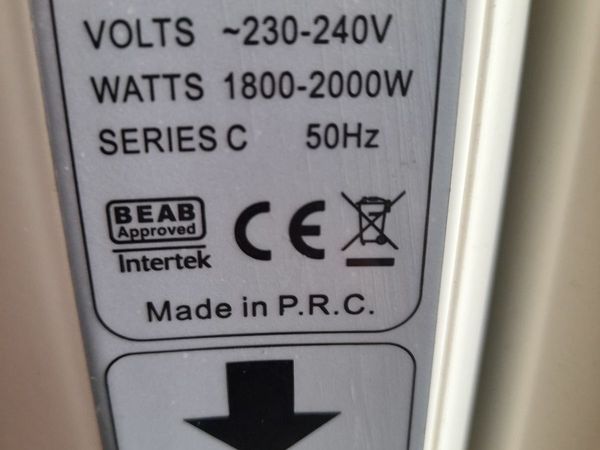 VOLTS ~230-240V
WATTS 1800-2000W
SERIES C 50Hz
BEAB
Approved
Intertek
CE
Made in P.R.C.